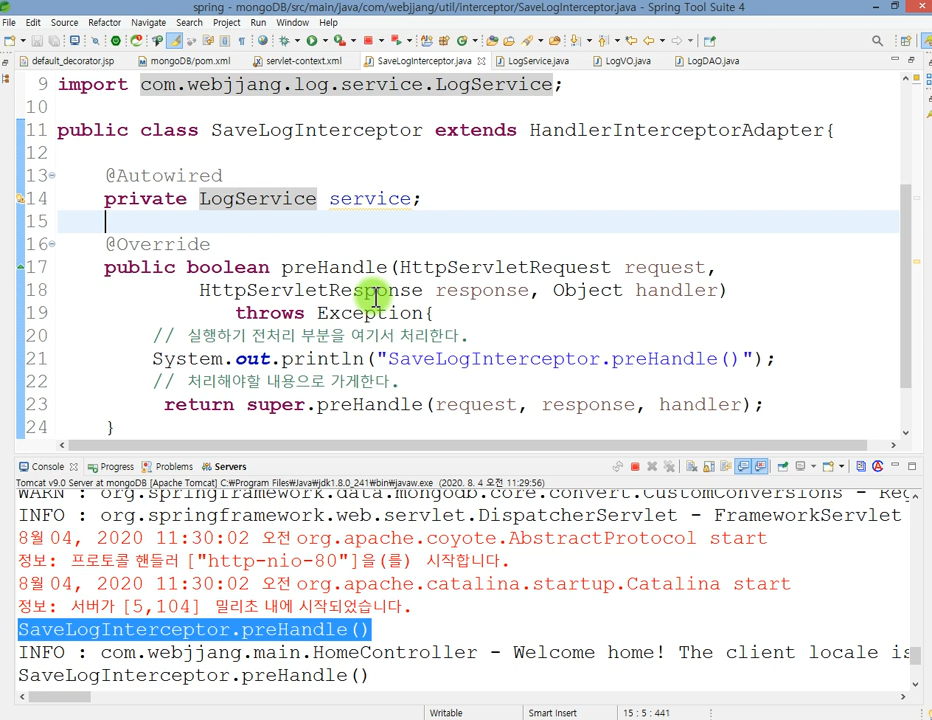 spring - mongoDB/src/main/java/com/webjjang/util/interceptor/SaveLogInterceptor.java - Spring Tool Suite 4
File Edit Source Refactor Navigate Search Project Run Window Help
default_decorator.jsp mongoDB/pom.xml servlet-context.xml SaveLogInterceptor.java LogService.java LogVO.java LogDAO.java
9 import com.webjjang.log.service.LogService;
10
11 public class SaveLogInterceptor extends HandlerInterceptorAdapter{
12
13 @Autowired
14 private LogService service;
15
16 @Override
17 public boolean preHandle(HttpServletRequest request,
18 HttpServletResponse response, Object handler)
19 throws Exception{
20 // 실행하기 전처리 부분을 여기서 처리한다.
21 System.out.println("SaveLogInterceptor.preHandle()");
22 // 처리해야할 내용으로 가게한다.
23 return super.preHandle(request, response, handler);
24 }
Console Progress Problems Servers
Tomcat v9.0 Server at mongoDB [Apache Tomcat] C:₩Program Files₩Java₩jdk1.8.0_241₩bin₩javaw.exe (2020. 8. 4 오전 11:29:56)
WARN : org.springframework.data.mongodb.core.convert.CustomConversions - Reg
INFO : org.springframework.web.servlet.DispatcherServlet - FrameworkServlet
8월 04, 2020 11:30:02 오전 org.apache.coyote.AbstractProtocol start
정보: 프로토콜 핸들러 ["http-nio-80"]을(를) 시작합니다.
8월 04, 2020 11:30:02 오전 org.apache.catalina.startup.Catalina start
정보: 서버가 [5,104] 밀리초 내에 시작되었습니다.
SaveLogInterceptor.preHandle()
INFO : com.webjjang.main.HomeController - Welcome home! The client locale is
SaveLogInterceptor.preHandle()
Writable Smart Insert 15 : 5 : 441